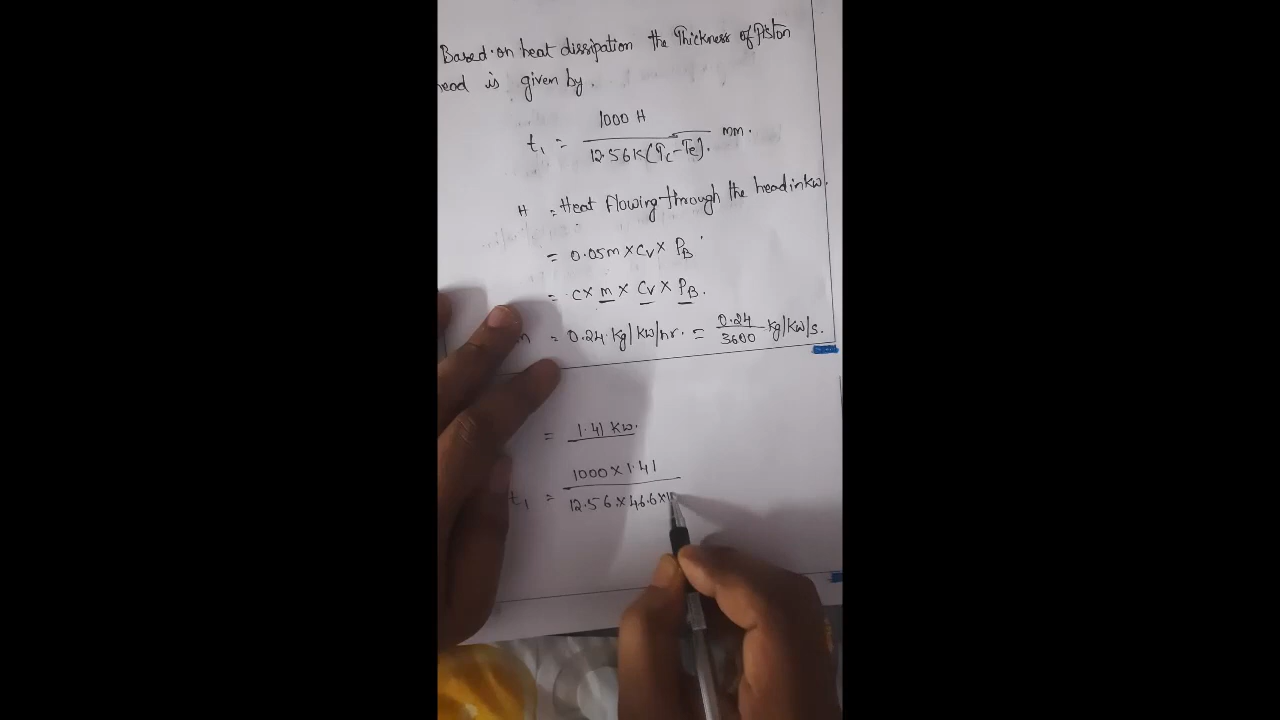 Based on heat dissipation the Thickness of Piston
head is given by.
t₁ = 1000 H / 12.56K(Tc-Te). mm.
H = Heat flowing through the head in kw.
= 0.05m × Cv × PB
= C × m × Cv × PB.
m = 0.24 kg/kw/hr. = 0.24/3600 kg/kw/s.
= 1.41 kw.
t₁ = 1000 × 1.41 / 12.56 × 46.6 × 1